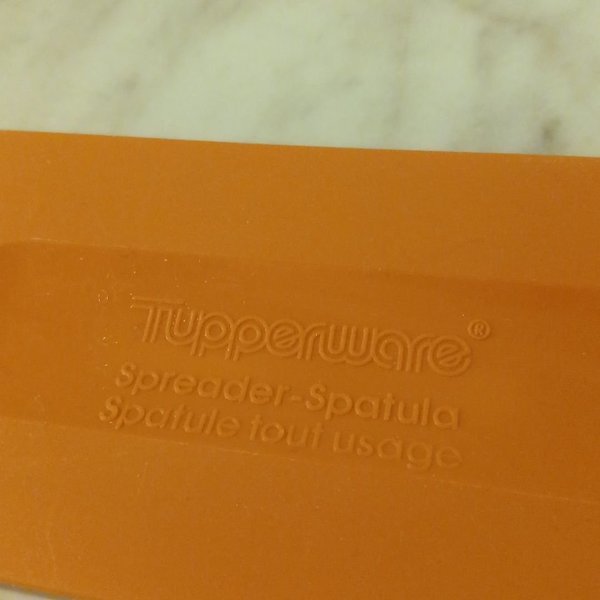 Tupperware®
Spreader-Spatula
Spatule tout usage